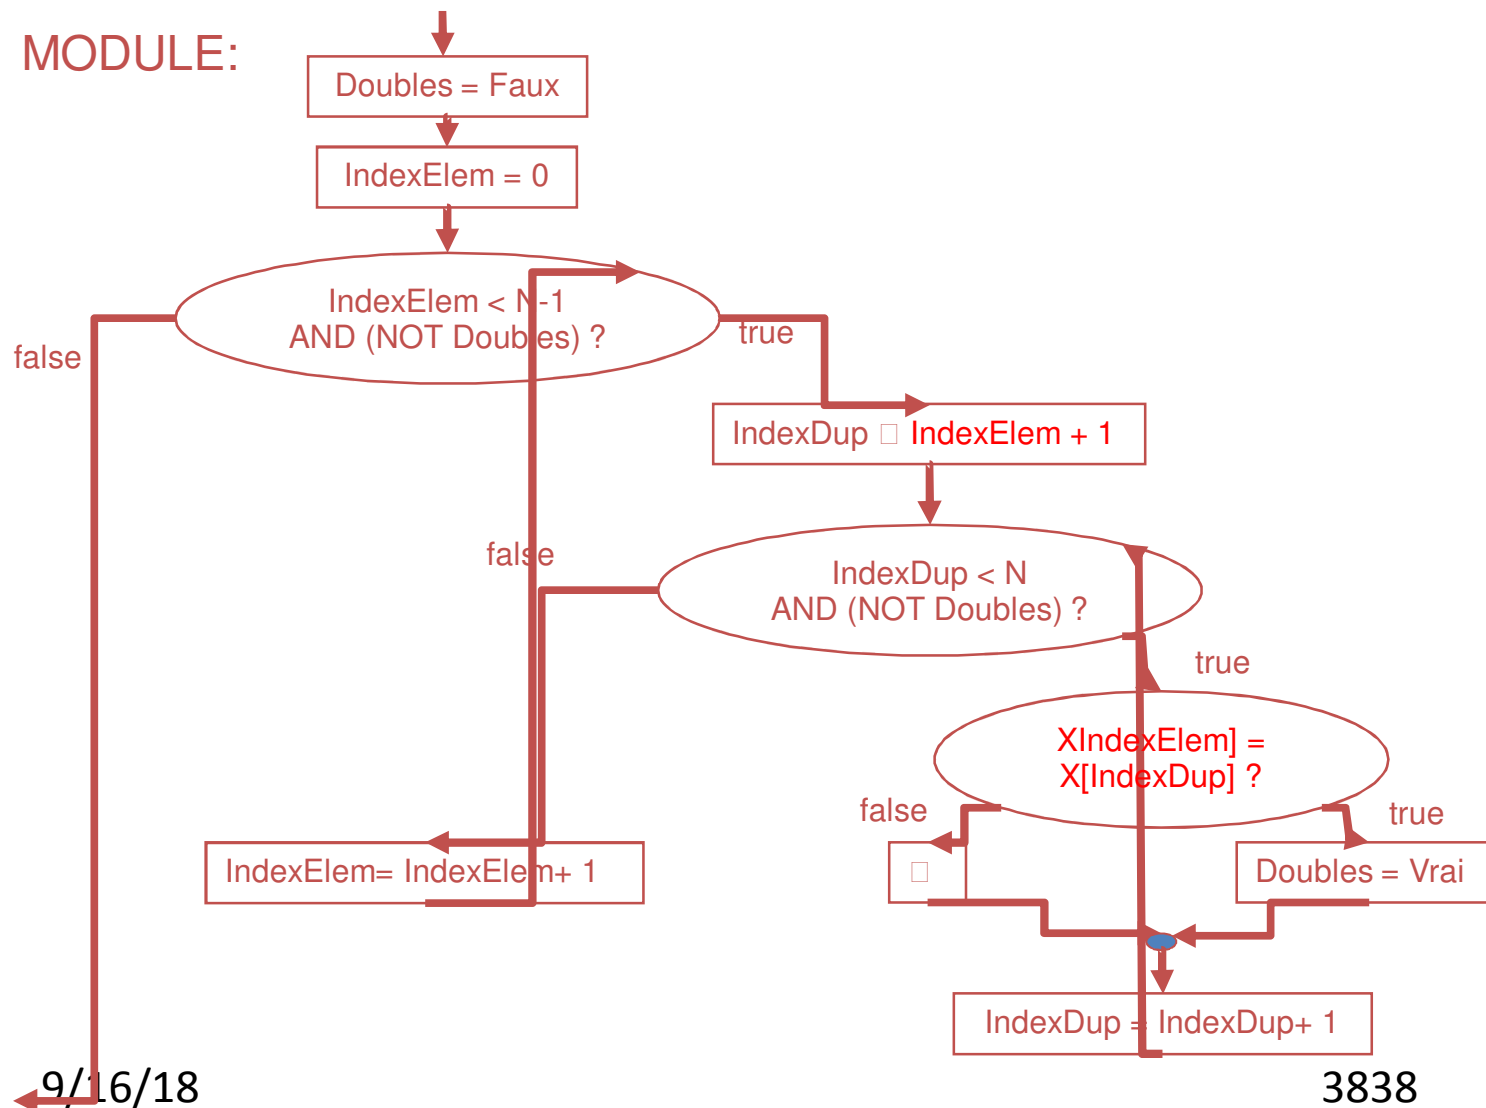 MODULE:
Doubles = Faux
IndexElem = 0
IndexElem < N-1
AND (NOT Doubles) ?
false
true
IndexDup □ IndexElem + 1
false
IndexDup < N
AND (NOT Doubles) ?
true
XIndexElem] =
X[IndexDup] ?
false
true
IndexElem= IndexElem+ 1
□
Doubles = Vrai
IndexDup = IndexDup+ 1
9/16/18
3838